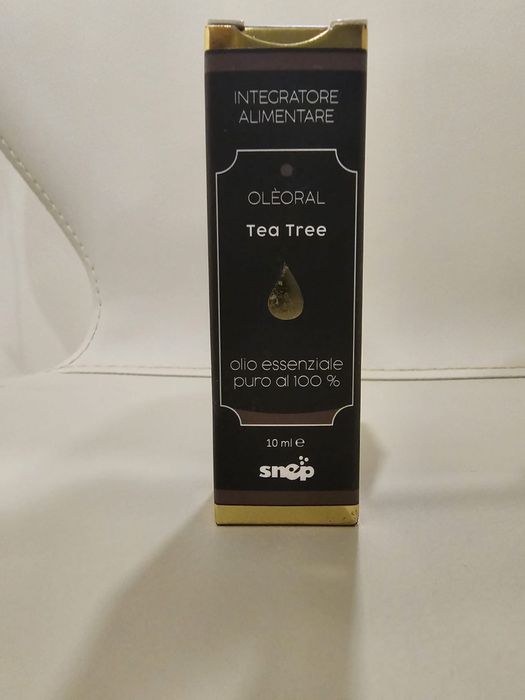 INTEGRATORE
ALIMENTARE
OLÈORAL
Tea Tree
olio essenziale
puro al 100 %
10 ml ℮
snep